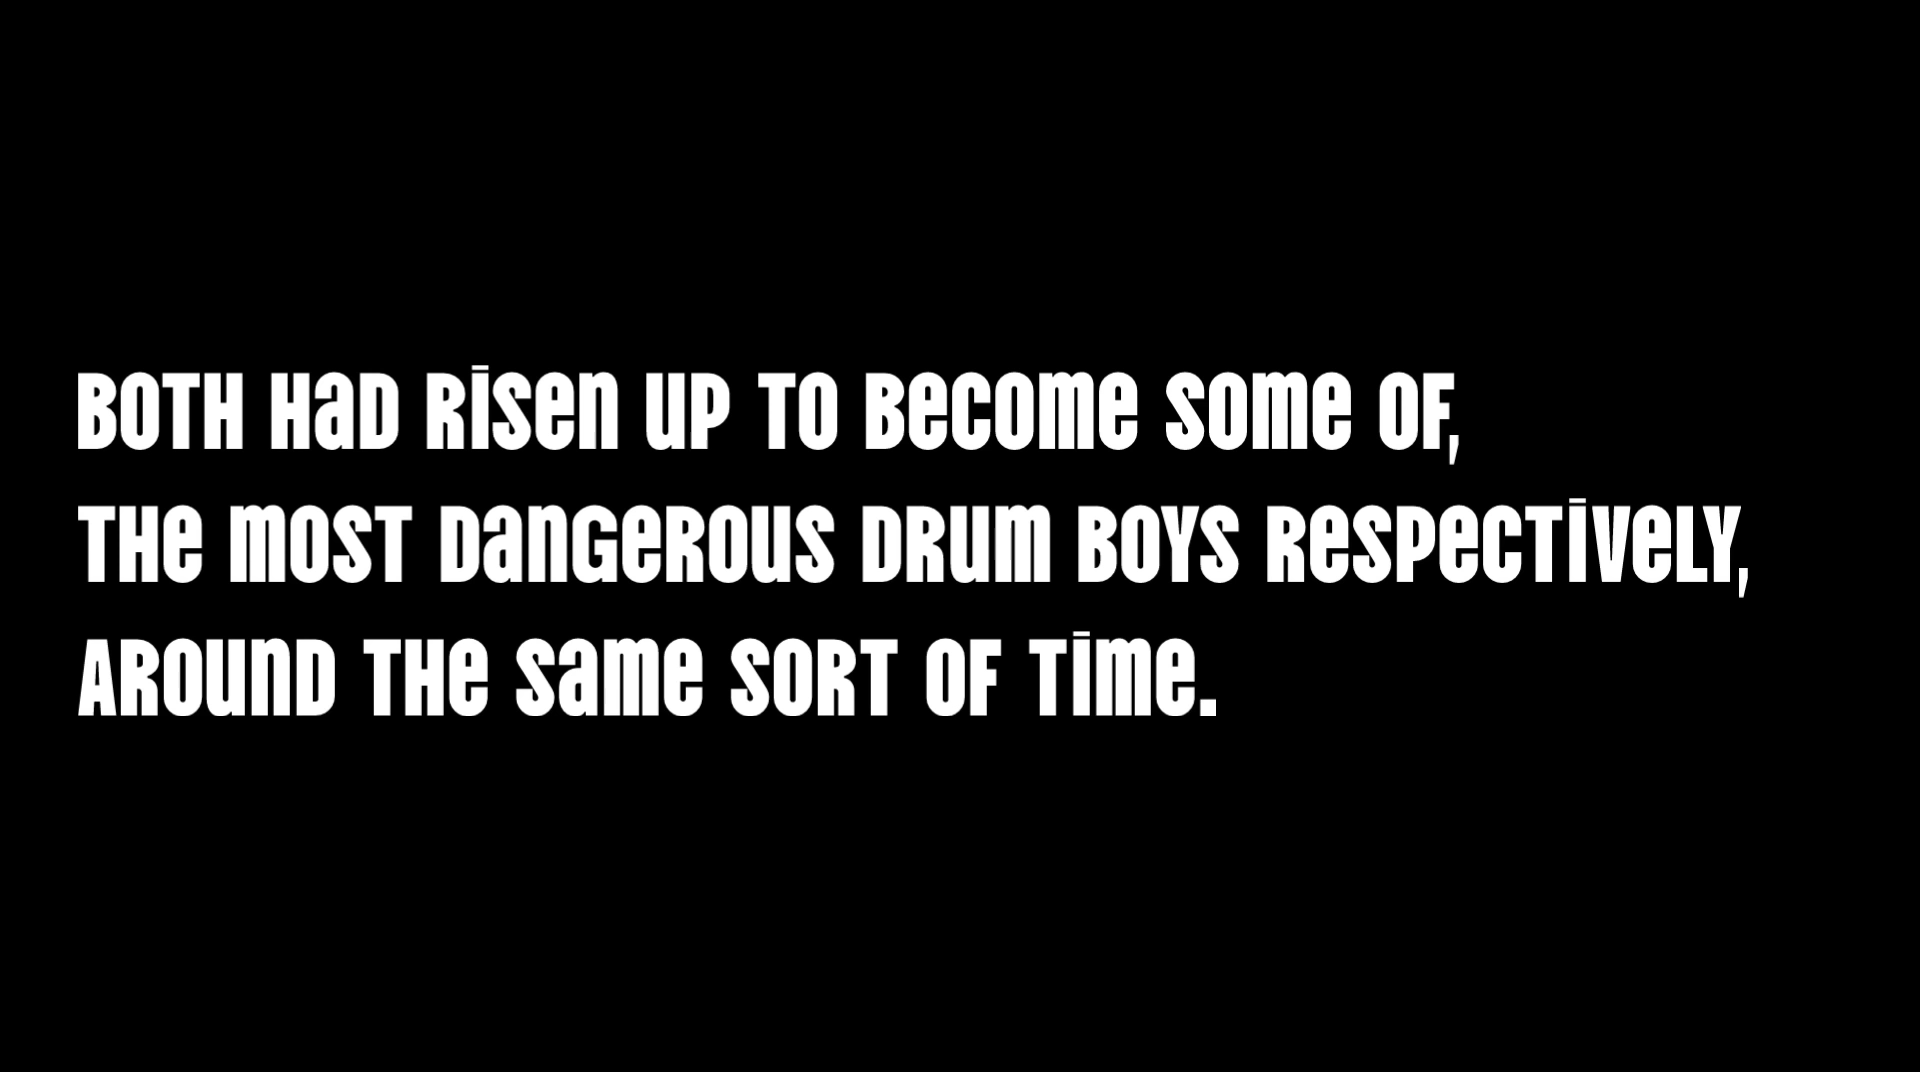 BOTH HaD RiSen UP TO BeCOme SOme OF,
THe mOST DanGeROUS DRUm BOYS ReSPeCTiVeLY,
AROUnD THe Same SORT OF Time.